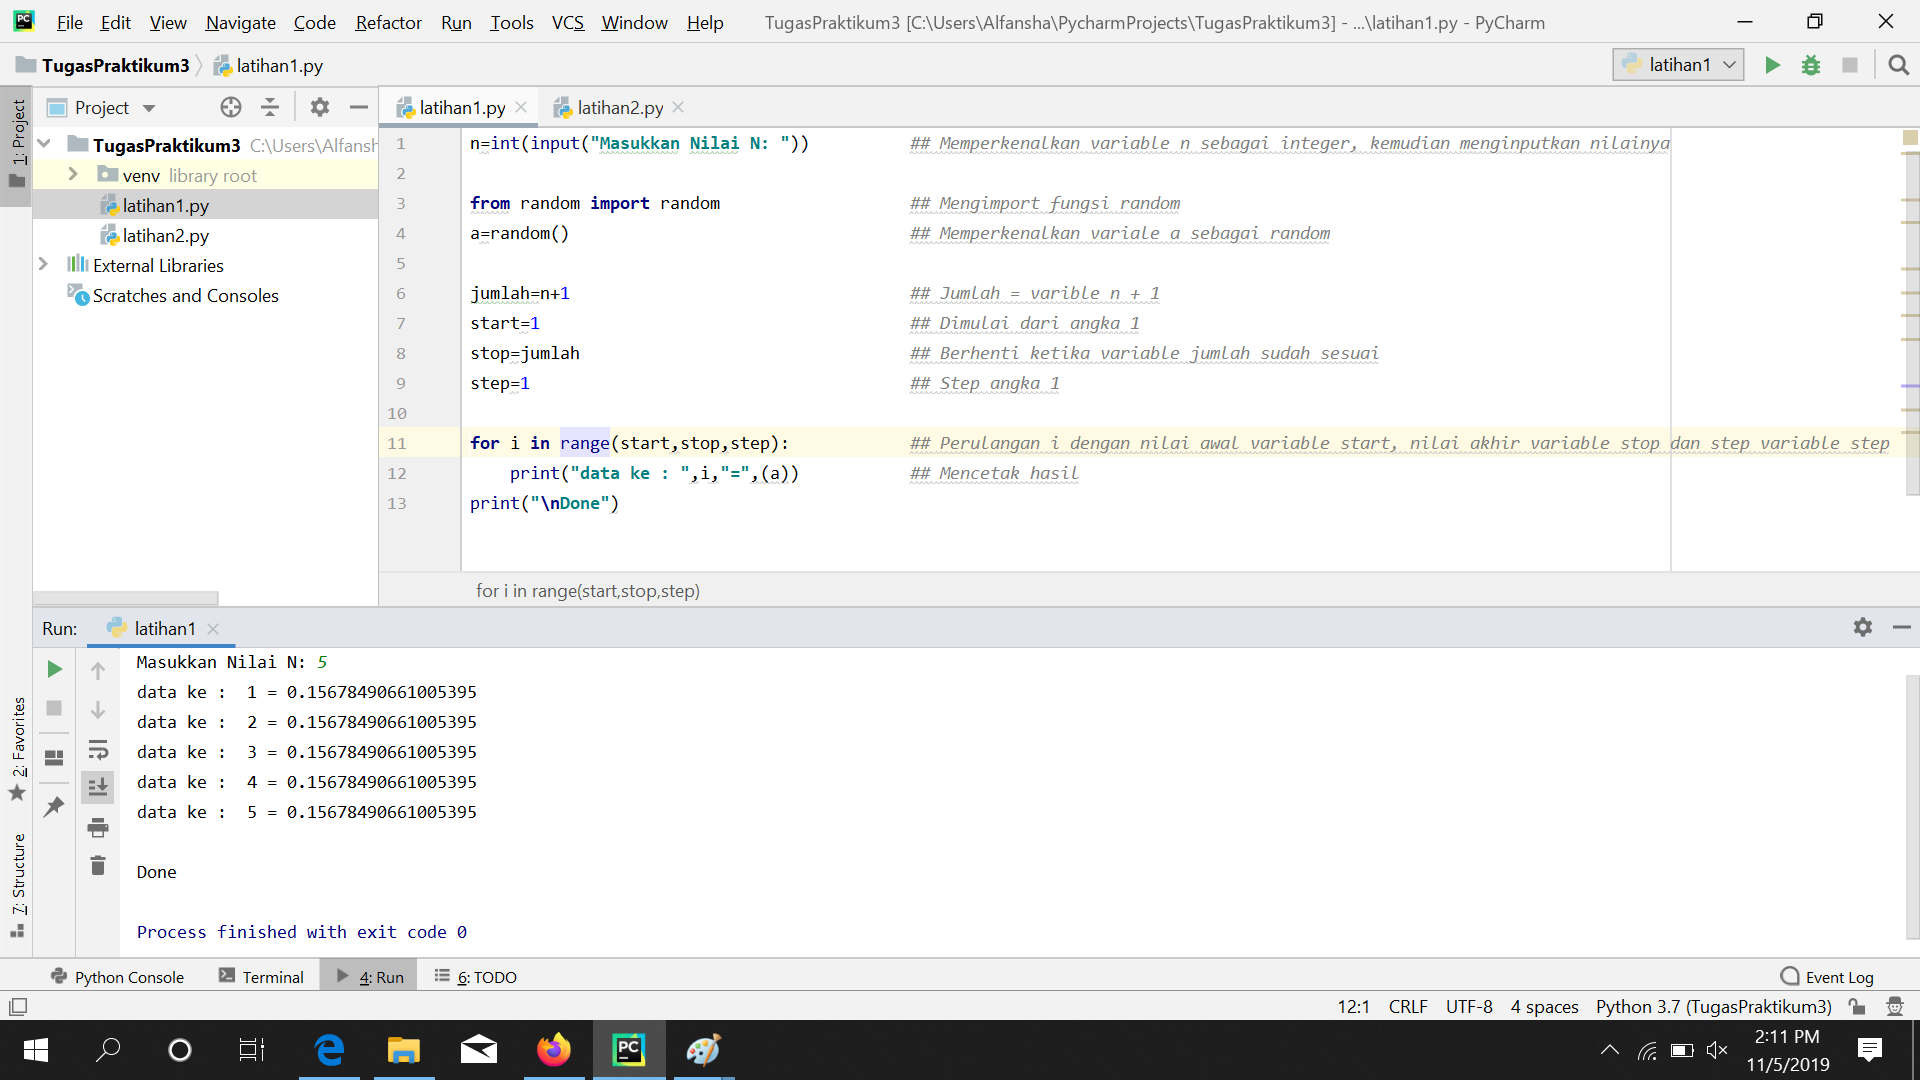 File Edit View Navigate Code Refactor Run Tools VCS Window Help TugasPraktikum3 [C:\Users\Alfansha\PycharmProjects\TugasPraktikum3] - ...\latihan1.py - PyCharm
TugasPraktikum3 latihan1.py latihan1
1: Project
Project
latihan1.py latihan2.py
TugasPraktikum3 C:\Users\Alfansh
venv library root
latihan1.py
latihan2.py
External Libraries
Scratches and Consoles
1 n=int(input("Masukkan Nilai N: ")) ## Memperkenalkan variable n sebagai integer, kemudian menginputkan nilainya
2
3 from random import random ## Mengimport fungsi random
4 a=random() ## Memperkenalkan variale a sebagai random
5
6 jumlah=n+1 ## Jumlah = varible n + 1
7 start=1 ## Dimulai dari angka 1
8 stop=jumlah ## Berhenti ketika variable jumlah sudah sesuai
9 step=1 ## Step angka 1
10
11 for i in range(start,stop,step): ## Perulangan i dengan nilai awal variable start, nilai akhir variable stop dan step variable step
12 print("data ke : ",i,"=",(a)) ## Mencetak hasil
13 print("\nDone")
for i in range(start,stop,step)
Run: latihan1
Masukkan Nilai N: 5
data ke :  1 = 0.15678490661005395
data ke :  2 = 0.15678490661005395
data ke :  3 = 0.15678490661005395
data ke :  4 = 0.15678490661005395
data ke :  5 = 0.15678490661005395
Done
Process finished with exit code 0
2: Favorites
7: Structure
Python Console Terminal 4: Run 6: TODO Event Log
12:1 CRLF UTF-8 4 spaces Python 3.7 (TugasPraktikum3)
2:11 PM
11/5/2019